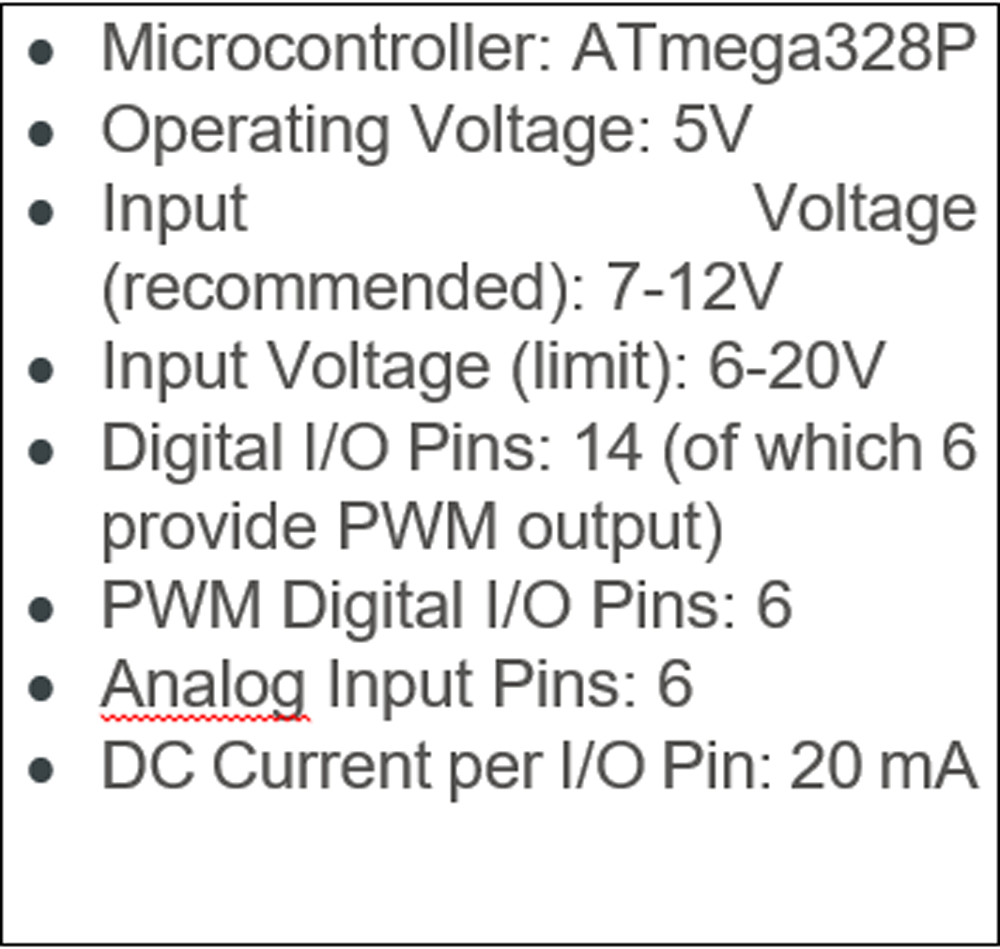 • Microcontroller: ATmega328P
• Operating Voltage: 5V
• Input Voltage
(recommended): 7-12V
• Input Voltage (limit): 6-20V
• Digital I/O Pins: 14 (of which 6
provide PWM output)
• PWM Digital I/O Pins: 6
• Analog Input Pins: 6
• DC Current per I/O Pin: 20 mA